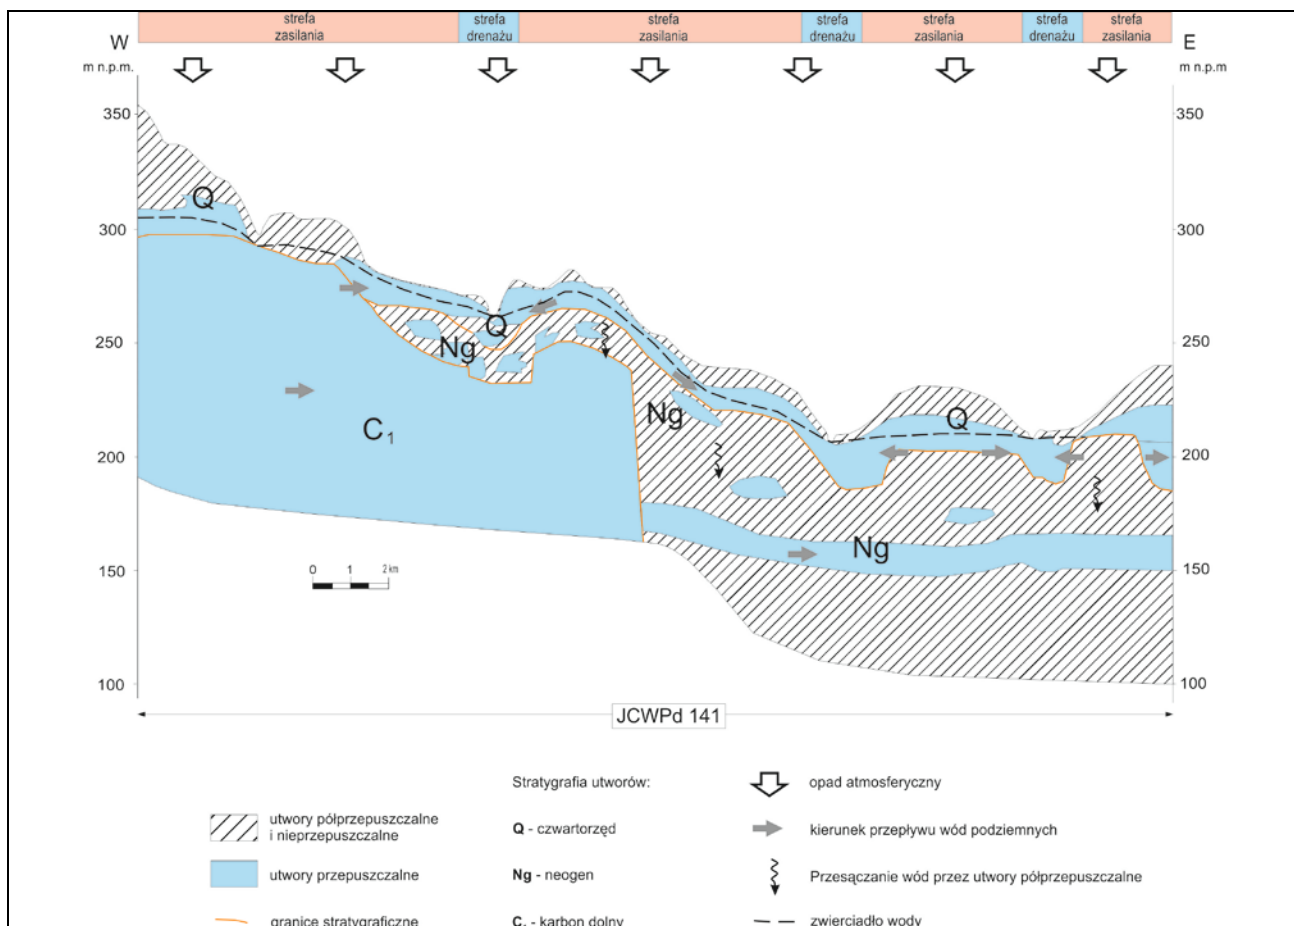 strefa
zasilania
strefa
drenażu
strefa
zasilania
strefa
drenażu
strefa
zasilania
strefa
drenażu
strefa
zasilania
W
E
m n.p.m.
m n.p.m
350
350
300
300
250
250
200
200
150
150
100
100
Q
Q
Ng
C1
Ng
Q
Ng
0 1 2 km
JCWPd 141
Stratygrafia utworów:
opad atmosferyczny
utwory półprzepuszczalne
i nieprzepuszczalne
Q - czwartorzęd
kierunek przepływu wód podziemnych
utwory przepuszczalne
Ng - neogen
Przesączanie wód przez utwory półprzepuszczalne
granice stratygraficzne
C1 - karbon dolny
zwierciadło wody